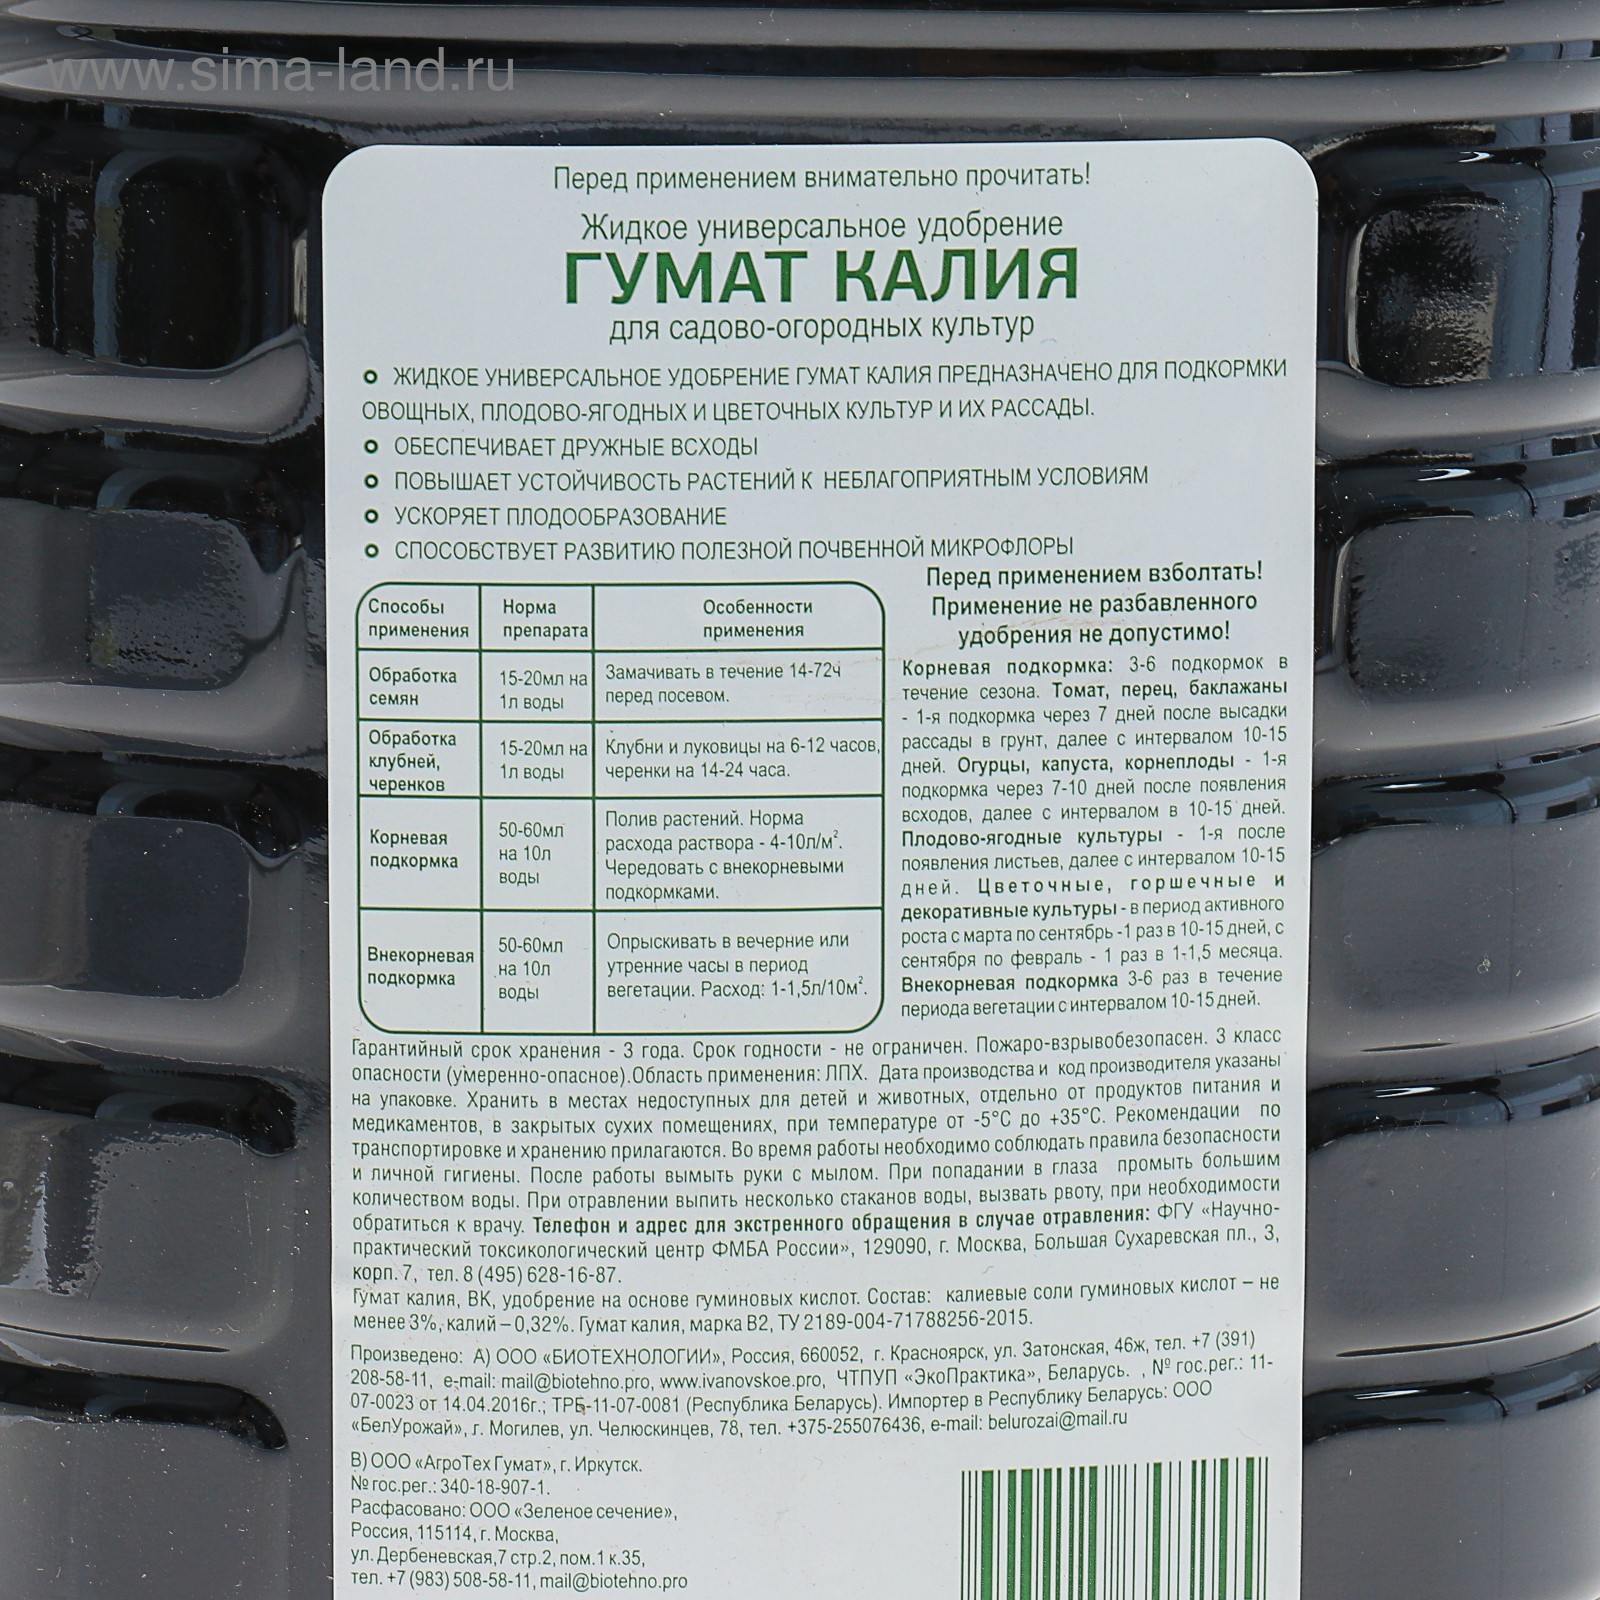 www.sima-land.ru
Перед применением внимательно прочитать!
Жидкое универсальное удобрение
ГУМАТ КАЛИЯ
для садово-огородных культур
ЖИДКОЕ УНИВЕРСАЛЬНОЕ УДОБРЕНИЕ ГУМАТ КАЛИЯ ПРЕДНАЗНАЧЕНО ДЛЯ ПОДКОРМКИ
ОВОЩНЫХ, ПЛОДОВО-ЯГОДНЫХ И ЦВЕТОЧНЫХ КУЛЬТУР И ИХ РАССАДЫ.
ОБЕСПЕЧИВАЕТ ДРУЖНЫЕ ВСХОДЫ
ПОВЫШАЕТ УСТОЙЧИВОСТЬ РАСТЕНИЙ К НЕБЛАГОПРИЯТНЫМ УСЛОВИЯМ
УСКОРЯЕТ ПЛОДООБРАЗОВАНИЕ
СПОСОБСТВУЕТ РАЗВИТИЮ ПОЛЕЗНОЙ ПОЧВЕННОЙ МИКРОФЛОРЫ
Способы
применения
Норма
препарата
Особенности
применения
Обработка
семян
15-20мл на
1л воды
Замачивать в течение 14-72ч
перед посевом.
Обработка
клубней,
черенков
15-20мл на
1л воды
Клубни и луковицы на 6-12 часов,
черенки на 14-24 часа.
Корневая
подкормка
50-60мл
на 10л
воды
Полив растений. Норма
расхода раствора - 4-10л/м².
Чередовать с внекорневыми
подкормками.
Внекорневая
подкормка
50-60мл
на 10л
воды
Опрыскивать в вечерние или
утренние часы в период
вегетации. Расход: 1-1,5л/10м².
Перед применением взболтать!
Применение не разбавленного
удобрения не допустимо!
Корневая подкормка: 3-6 подкормок в
течение сезона. Томат, перец, баклажаны
- 1-я подкормка через 7 дней после высадки
рассады в грунт, далее с интервалом 10-15
дней. Огурцы, капуста, корнеплоды - 1-я
подкормка через 7-10 дней после появления
всходов, далее с интервалом в 10-15 дней.
Плодово-ягодные культуры - 1-я после
появления листьев, далее с интервалом 10-15
дней. Цветочные, горшечные и
декоративные культуры - в период активного
роста с марта по сентябрь -1 раз в 10-15 дней, с
сентября по февраль - 1 раз в 1-1,5 месяца.
Внекорневая подкормка 3-6 раз в течение
периода вегетации с интервалом 10-15 дней.
Гарантийный срок хранения - 3 года. Срок годности - не ограничен. Пожаро-взрывобезопасен. 3 класс
опасности (умеренно-опасное).Область применения: ЛПХ. Дата производства и код производителя указаны
на упаковке. Хранить в местах недоступных для детей и животных, отдельно от продуктов питания и
медикаментов, в закрытых сухих помещениях, при температуре от -5°С до +35°С. Рекомендации по
транспортировке и хранению прилагаются. Во время работы необходимо соблюдать правила безопасности
и личной гигиены. После работы вымыть руки с мылом. При попадании в глаза промыть большим
количеством воды. При отравлении выпить несколько стаканов воды, вызвать рвоту, при необходимости
обратиться к врачу. Телефон и адрес для экстренного обращения в случае отравления: ФГУ «Научно-
практический токсикологический центр ФМБА России», 129090, г. Москва, Большая Сухаревская пл., 3,
корп. 7, тел. 8 (495) 628-16-87.
Гумат калия, ВК, удобрение на основе гуминовых кислот. Состав: калиевые соли гуминовых кислот – не
менее 3%, калий – 0,32%. Гумат калия, марка В2, ТУ 2189-004-71788256-2015.
Произведено: А) ООО «БИОТЕХНОЛОГИИ», Россия, 660052, г. Красноярск, ул. Затонская, 46ж, тел. +7 (391)
208-58-11, e-mail: mail@biotehno.pro, www.ivanovskoe.pro, ЧТПУП «ЭкоПрактика», Беларусь. , № гос.рег.: 11-
07-0023 от 14.04.2016г.; ТРБ-11-07-0081 (Республика Беларусь). Импортер в Республику Беларусь: ООО
«БелУрожай», г. Могилев, ул. Челюскинцев, 78, тел. +375-255076436, e-mail: belurozai@mail.ru
В) ООО «АгроТех Гумат», г. Иркутск.
№ гос.рег.: 340-18-907-1.
Расфасовано: ООО «Зеленое сечение»,
Россия, 115114, г. Москва,
ул. Дербеневская,7 стр.2, пом.1 к.35,
тел. +7 (983) 508-58-11, mail@biotehno.pro